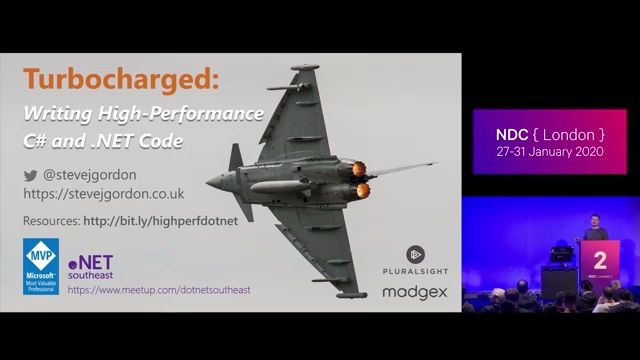 Turbocharged:
Writing High-Performance
C# and .NET Code
@stevejgordon
https://stevejgordon.co.uk
Resources: http://bit.ly/highperfdotnet
MVP
Microsoft®
Most Valuable
Professional
.NET
southeast
https://www.meetup.com/dotnetsoutheast
PLURALSIGHT
madgex
NDC { London }
27-31 January 2020
2
NDC { London }